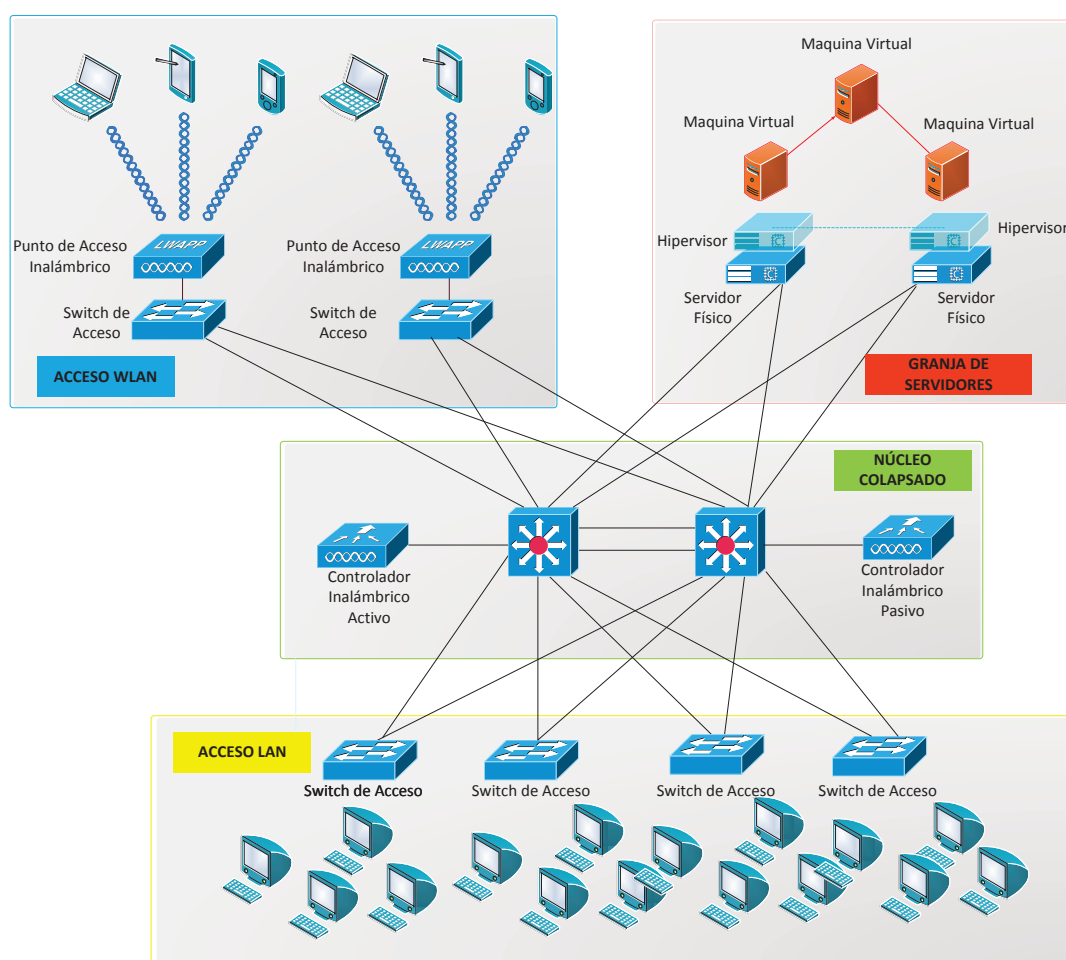 Maquina Virtual
Maquina Virtual
Maquina Virtual
LWAPP
LWAPP
Punto de Acceso
Inalámbrico
Punto de Acceso
Inalámbrico
Hipervisor
Hipervisor
Switch de
Acceso
Switch de
Acceso
Servidor
Físico
Servidor
Físico
ACCESO WLAN
GRANJA DE
SERVIDORES
NÚCLEO
COLAPSADO
Controlador
Inalámbrico
Activo
Controlador
Inalámbrico
Pasivo
ACCESO LAN
Switch de Acceso
Switch de Acceso
Switch de Acceso
Switch de Acceso